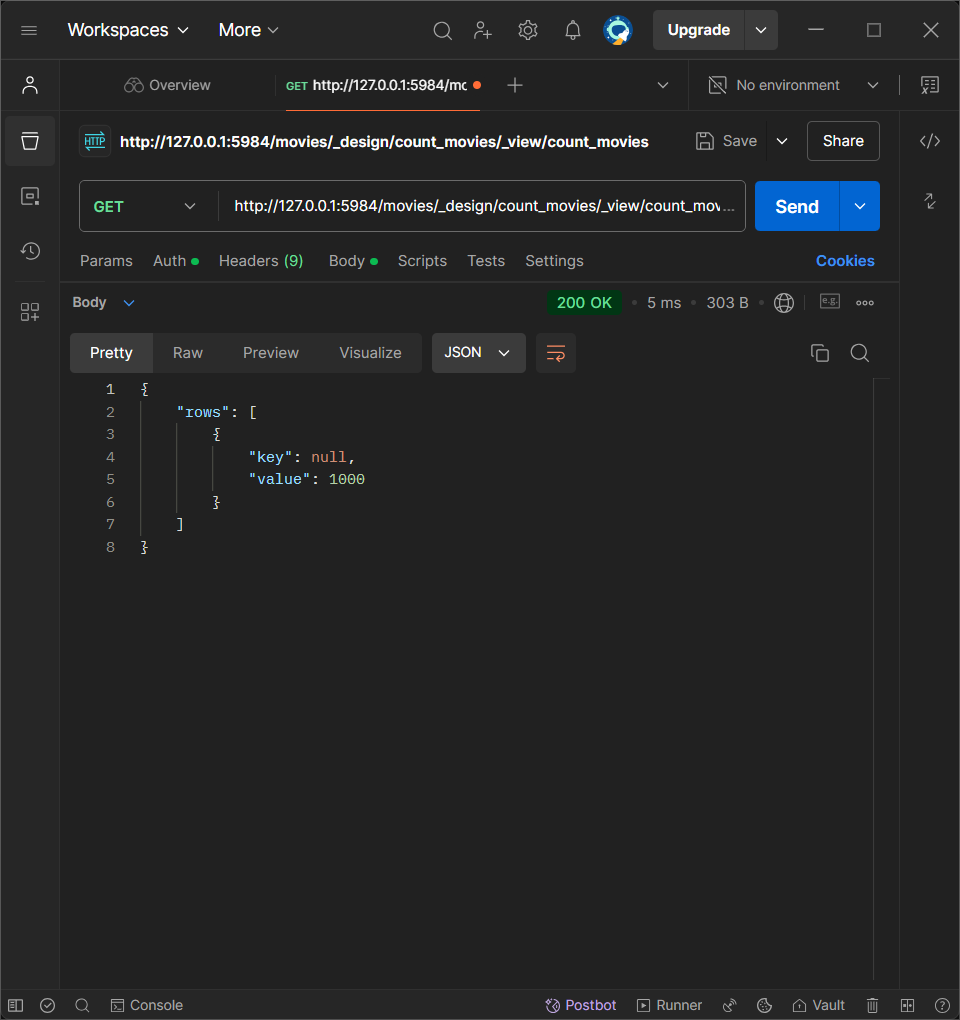 Workspaces More Upgrade
Overview GET http://127.0.0.1:5984/mc No environment
HTTP http://127.0.0.1:5984/movies/_design/count_movies/_view/count_movies Save Share
GET http://127.0.0.1:5984/movies/_design/count_movies/_view/count_mov... Send
Params Auth Headers (9) Body Scripts Tests Settings Cookies
Body 200 OK 5 ms 303 B e.g.
Pretty Raw Preview Visualize JSON
1 {
2 "rows": [
3 {
4 "key": null,
5 "value": 1000
6 }
7 ]
8 }
Console Postbot Runner Vault